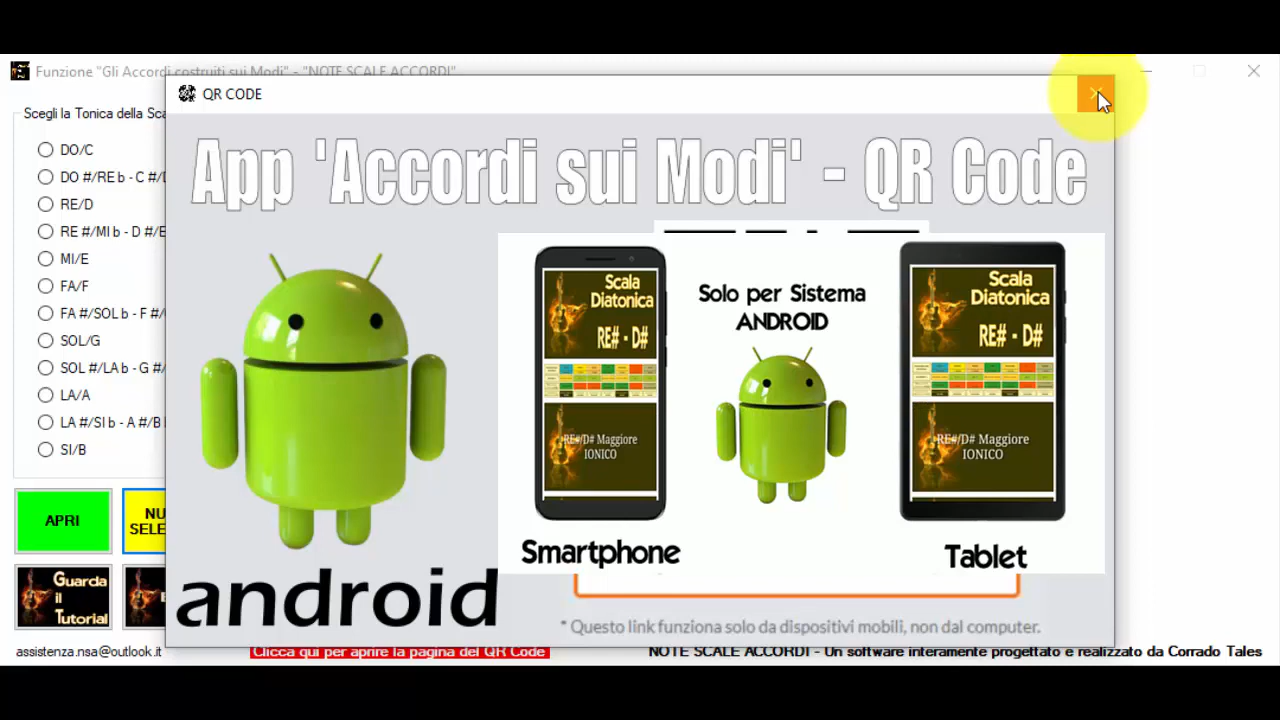 Funzione "Gli Accordi costruiti sui Modi" - "NOTE SCALE ACCORDI"
QR CODE
Scegli la Tonica della Sca
DO/C
DO #/RE b - C #/D
RE/D
RE #/MI b - D #/E
MI/E
FA/F
FA #/SOL b - F #/
SOL/G
SOL #/LA b - G #/
LA/A
LA #/SI b - A #/B
SI/B
APRI
NU
SELE
Guarda
il
Tutorial
App 'Accordi sui Modi' - QR Code
android
Scala
Diatonica
RE# - D#
RE#/D# Maggiore
IONICO
Smartphone
Solo per Sistema
ANDROID
Scala
Diatonica
RE# - D#
RE#/D# Maggiore
IONICO
Tablet
* Questo link funziona solo da dispositivi mobili, non dal computer.
assistenza.nsa@outlook.it
Clicca qui per aprire la pagina del QR Code
NOTE SCALE ACCORDI - Un software interamente progettato e realizzato da Corrado Tales